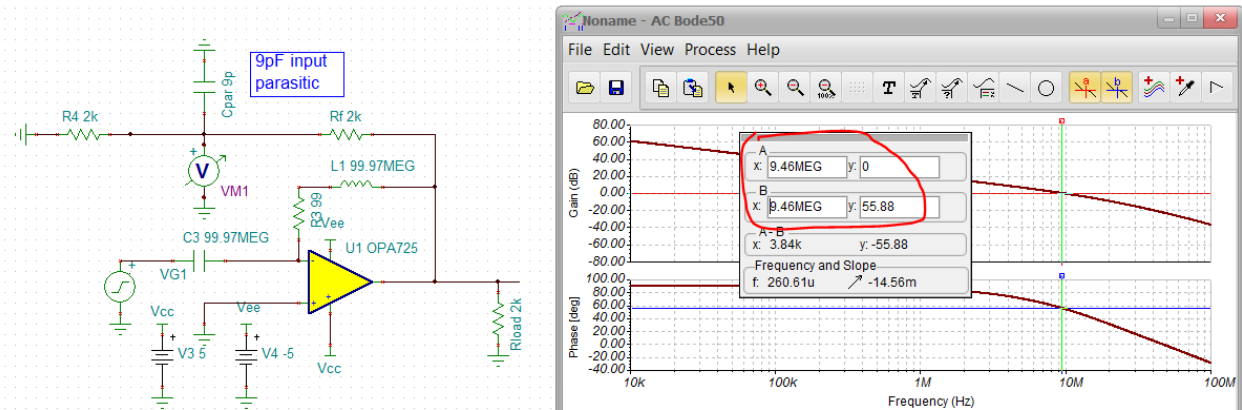 9pF input
parasitic
Cpar 9p
R4 2k
Rf 2k
+
V
VM1
L1 99.97MEG
R3 99
Vee
C3 99.97MEG
U1 OPA725
+
VG1
-
+
+
Vcc
Vee
Vcc
+
V3 5
+
V4 -5
Rload 2k
Noname - AC Bode50
File Edit View Process Help
100%
T
a
b
80.00
60.00
40.00
20.00
0.00
-20.00
-40.00
-60.00
-80.00
Gain (dB)
A
x: 9.46MEG y: 0
B
x: 9.46MEG y: 55.88
A - B
x: 3.84k y: -55.88
Frequency and Slope
f: 260.61u -14.56m
100.00
80.00
60.00
40.00
20.00
0.00
-20.00
-40.00
Phase [deg]
10k 100k 1M 10M 100M
Frequency (Hz)